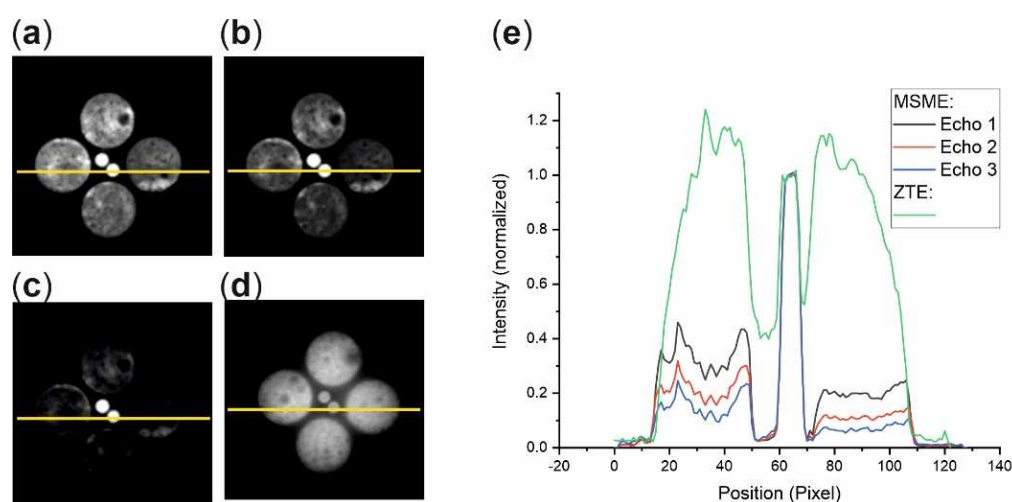 (a)
(b)
(c)
(d)
(e)
Intensity (normalized)
1.2
1.0
0.8
0.6
0.4
0.2
0.0
-20
0
20
40
60
80
100
120
140
Position (Pixel)
MSME:
Echo 1
Echo 2
Echo 3
ZTE: